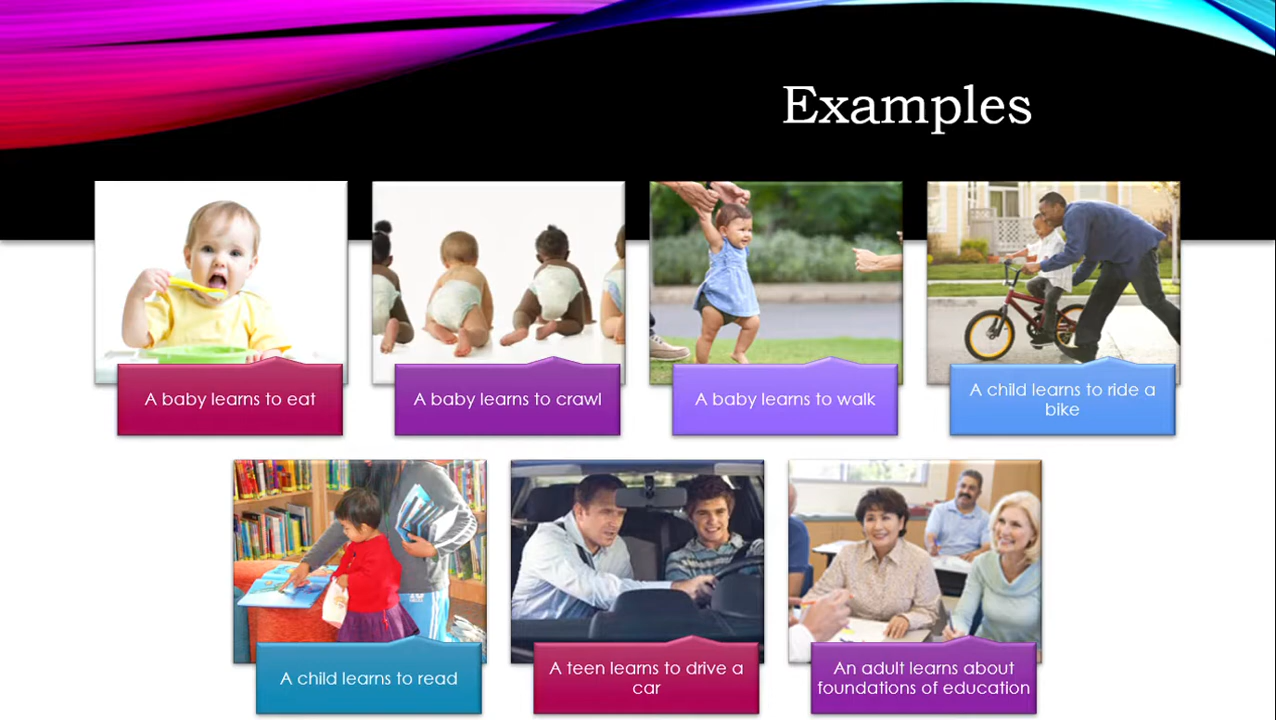 Examples
A baby learns to eat
A baby learns to crawl
A baby learns to walk
A child learns to ride a
bike
A child learns to read
A teen learns to drive a
car
An adult learns about
foundations of education